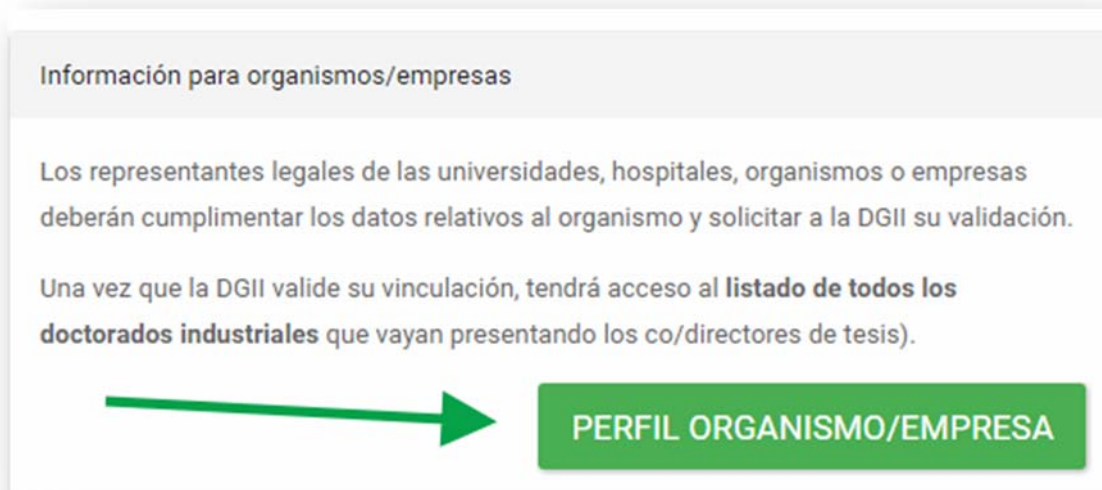 Información para organismos/empresas
Los representantes legales de las universidades, hospitales, organismos o empresas
deberán cumplimentar los datos relativos al organismo y solicitar a la DGII su validación.
Una vez que la DGII valide su vinculación, tendrá acceso al listado de todos los
doctorados industriales que vayan presentando los co/directores de tesis).
PERFIL ORGANISMO/EMPRESA